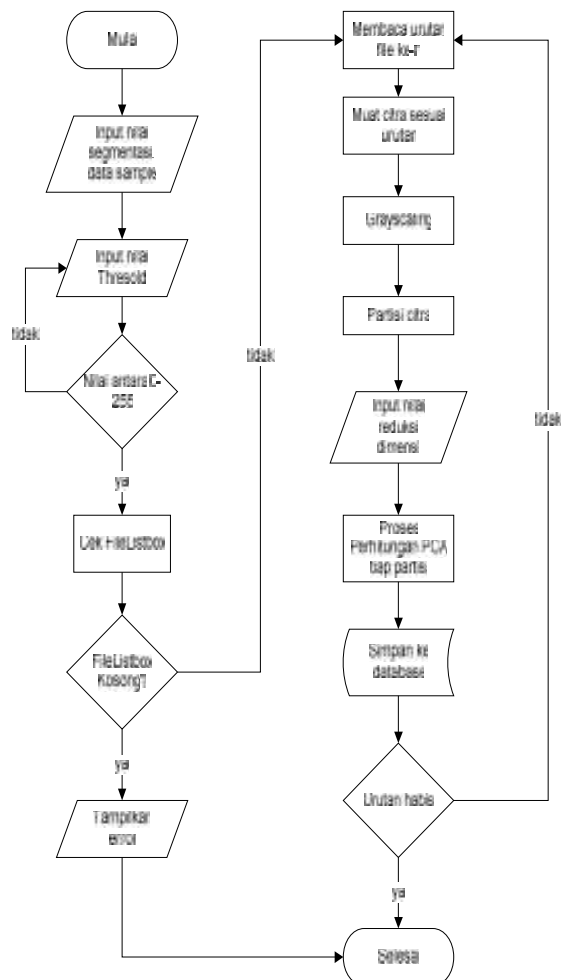 Mulai
Input nilai
segmentasi
data sample
Input nilai
Thresold
tidak
Nilai antara 0-
255
ya
Cek FileListbox
FileListbox
Kosong?
tidak
ya
Tampilkan
error
Membaca urutan
file ke-n
Muat citra sesuai
urutan
Grayscaling
Partisi citra
Input nilai
reduksi
dimensi
tidak
Proses
Perhitungan PCA
tiap partisi
Simpan ke
database
Urutan habis
ya
Selesai